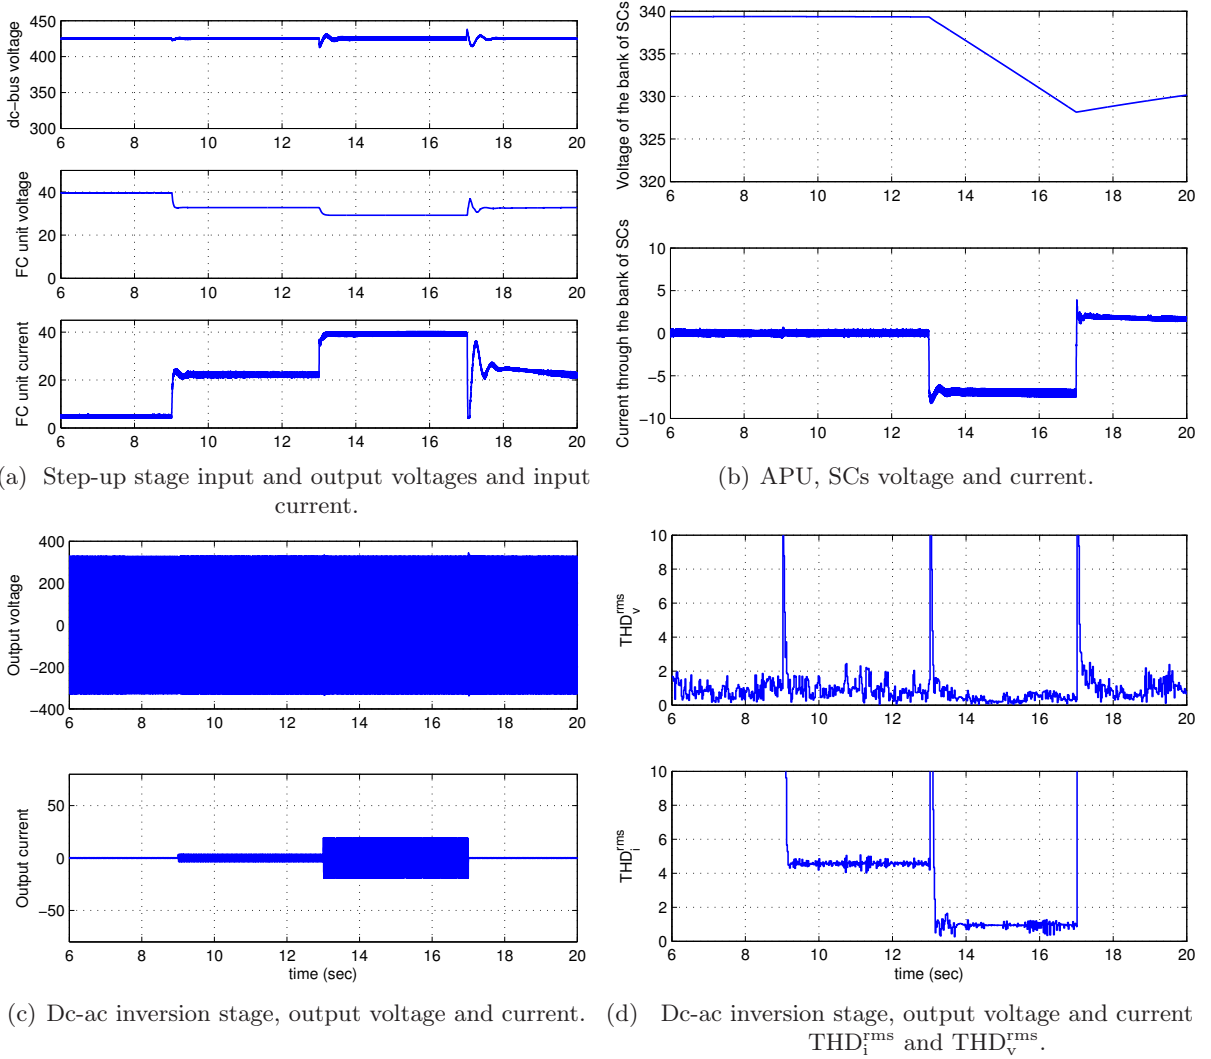 dc-bus voltage
450
400
350
300
6 8 10 12 14 16 18 20
FC unit voltage
40
20
0
6 8 10 12 14 16 18 20
FC unit current
40
20
0
6 8 10 12 14 16 18 20
(a) Step-up stage input and output voltages and input
current.
Voltage of the bank of SCs
340
335
330
325
320
6 8 10 12 14 16 18 20
Current through the bank of SCs
10
5
0
−5
−10
6 8 10 12 14 16 18 20
(b) APU, SCs voltage and current.
Output voltage
400
200
0
−200
−400
6 8 10 12 14 16 18 20
Output current
50
0
−50
6 8 10 12 14 16 18 20
time (sec)
(c) Dc-ac inversion stage, output voltage and current.
THD_v^rms
10
8
6
4
2
0
6 8 10 12 14 16 18 20
THD_i^rms
10
8
6
4
2
0
6 8 10 12 14 16 18 20
time (sec)
(d) Dc-ac inversion stage, output voltage and current
THD_i^rms and THD_v^rms.